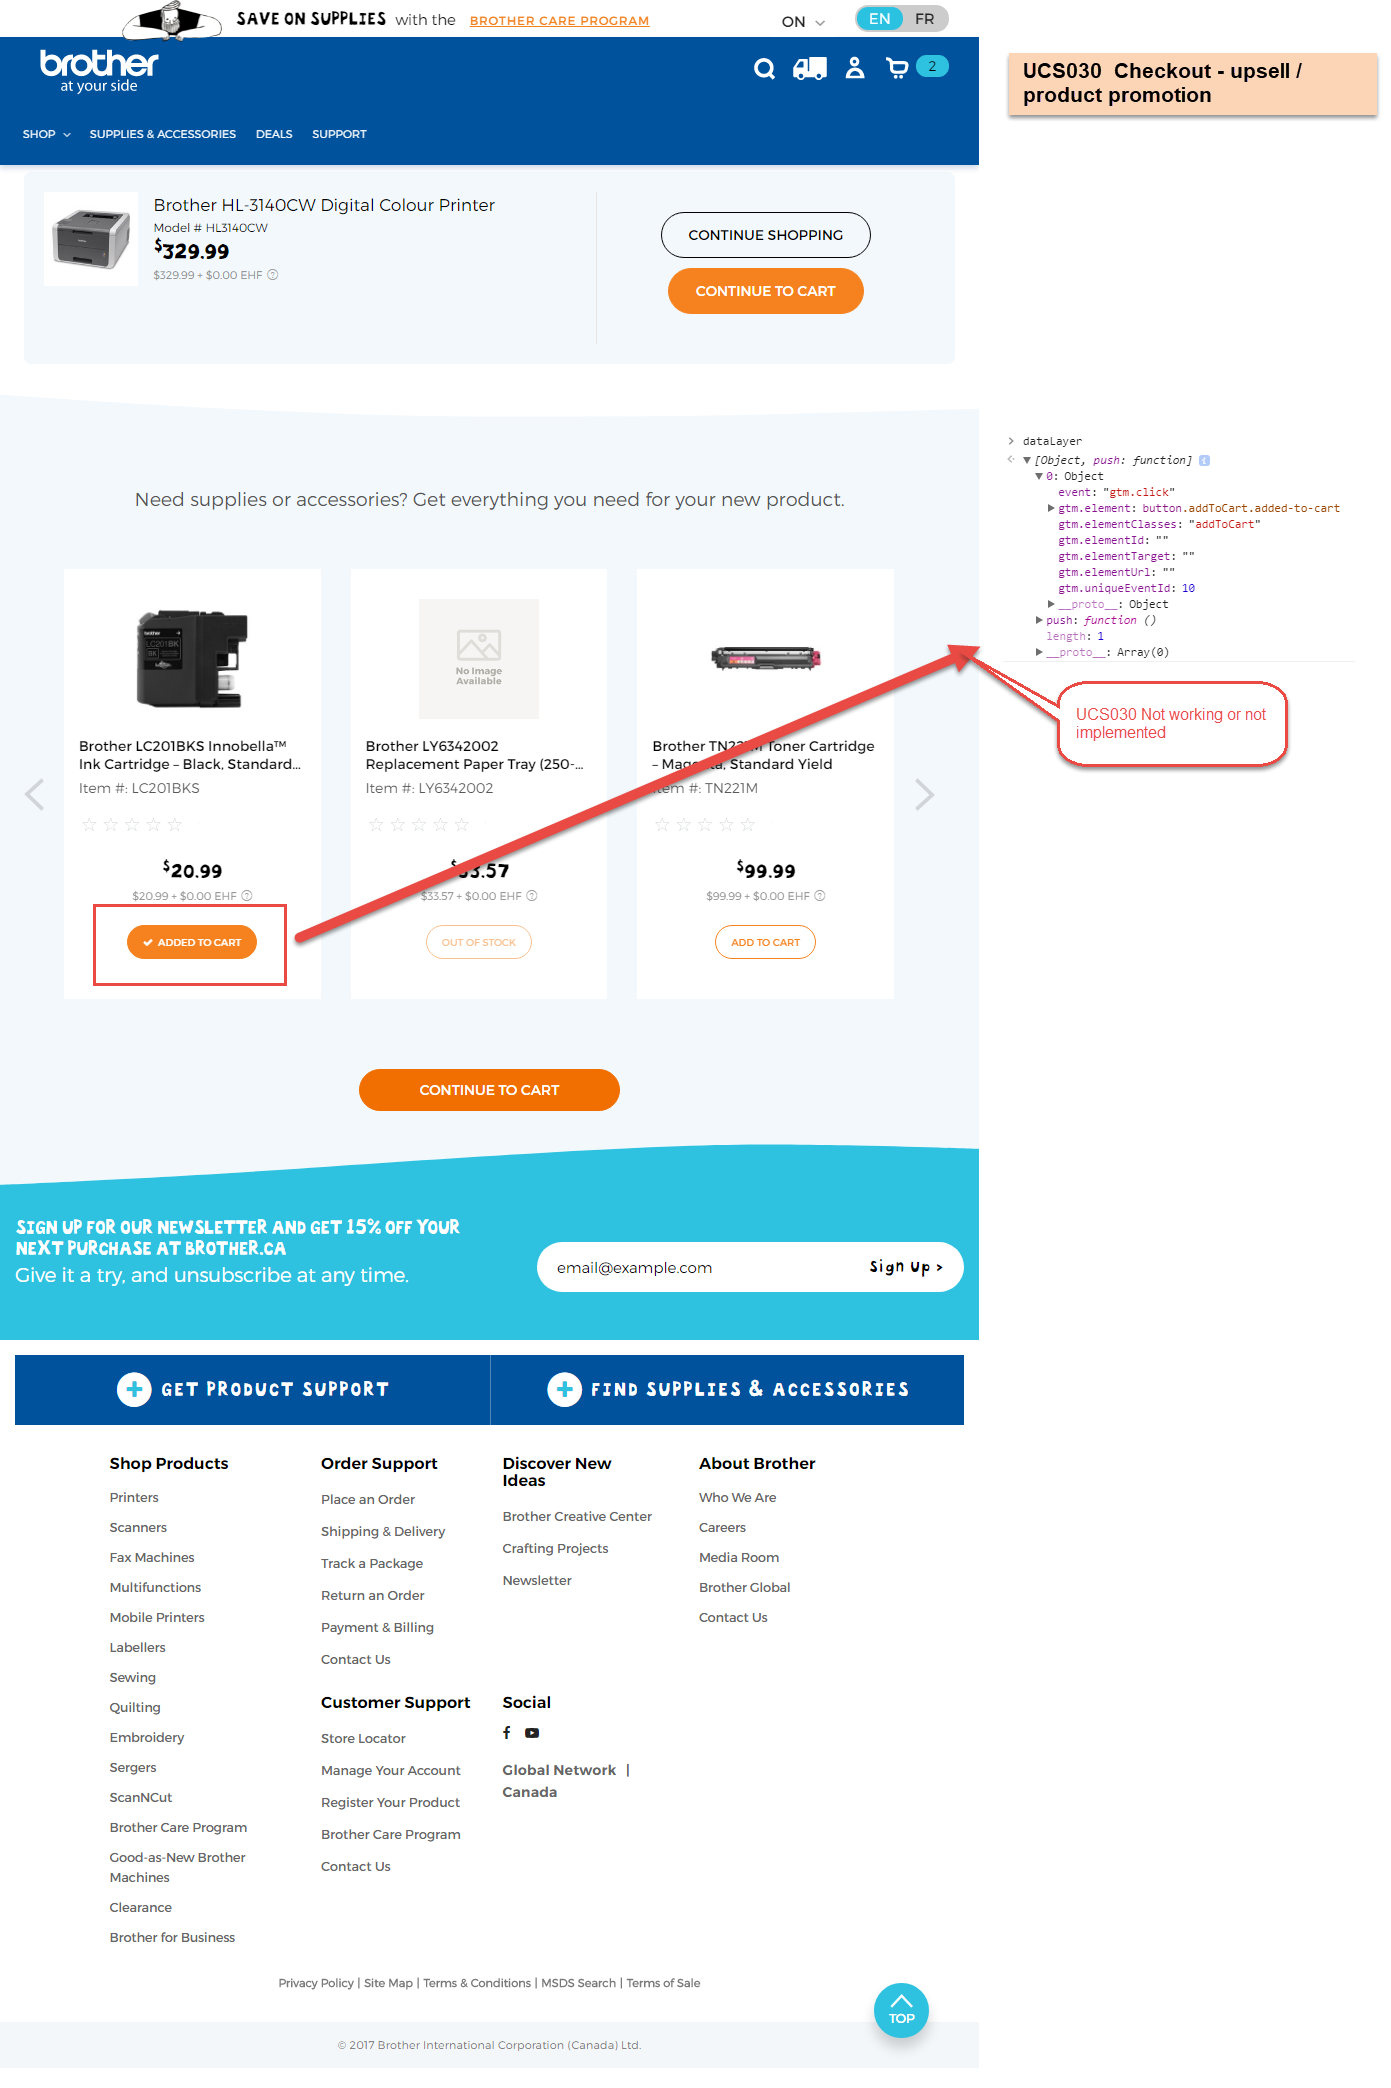 SAVE ON SUPPLIES with the BROTHER CARE PROGRAM
ON
EN FR
brother
at your side
2
SHOP SUPPLIES & ACCESSORIES DEALS SUPPORT
UCS030 Checkout - upsell /
product promotion
Brother HL-3140CW Digital Colour Printer
Model # HL3140CW
$329.99
$329.99 + $0.00 EHF ?
CONTINUE SHOPPING
CONTINUE TO CART
Need supplies or accessories? Get everything you need for your new product.
dataLayer
[Object, push: function] i
0: Object
event: "gtm.click"
gtm.element: button.addToCart.added-to-cart
gtm.elementClasses: "addToCart"
gtm.elementId: ""
gtm.elementTarget: ""
gtm.elementUrl: ""
gtm.uniqueEventId: 10
__proto__: Object
push: function ()
length: 1
__proto__: Array(0)
UCS030 Not working or not
implemented
brother
LC201BK
BK
Brother LC201BKS Innobella™
Ink Cartridge – Black, Standard...
Item #: LC201BKS
$20.99
$20.99 + $0.00 EHF ?
ADDED TO CART
No Image
Available
Brother LY6342002
Replacement Paper Tray (250-...
Item #: LY6342002
$33.57
$33.57 + $0.00 EHF ?
OUT OF STOCK
Brother TN221M Toner Cartridge
– Magenta, Standard Yield
Item #: TN221M
$99.99
$99.99 + $0.00 EHF ?
ADD TO CART
CONTINUE TO CART
SIGN UP FOR OUR NEWSLETTER AND GET 15% OFF YOUR
NEXT PURCHASE AT BROTHER.CA
Give it a try, and unsubscribe at any time.
email@example.com
Sign Up >
GET PRODUCT SUPPORT
FIND SUPPLIES & ACCESSORIES
Shop Products
Printers
Scanners
Fax Machines
Multifunctions
Mobile Printers
Labellers
Sewing
Quilting
Embroidery
Sergers
ScanNCut
Brother Care Program
Good-as-New Brother
Machines
Clearance
Brother for Business
Order Support
Place an Order
Shipping & Delivery
Track a Package
Return an Order
Payment & Billing
Contact Us
Customer Support
Store Locator
Manage Your Account
Register Your Product
Brother Care Program
Contact Us
Discover New
Ideas
Brother Creative Center
Crafting Projects
Newsletter
Social
Global Network |
Canada
About Brother
Who We Are
Careers
Media Room
Brother Global
Contact Us
Privacy Policy | Site Map | Terms & Conditions | MSDS Search | Terms of Sale
TOP
© 2017 Brother International Corporation (Canada) Ltd.